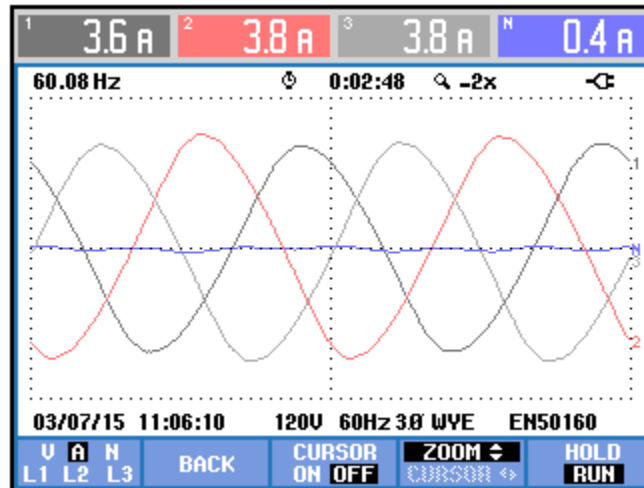 1 3.6 A 2 3.8 A 3 3.8 A N 0.4 A
60.08 Hz 0:02:48 -2x
1
N
3
2
03/07/15 11:06:10 120V 60Hz 3Ø WYE EN50160
V A N BACK CURSOR ZOOM HOLD
L1 L2 L3 ON OFF CURSOR RUN